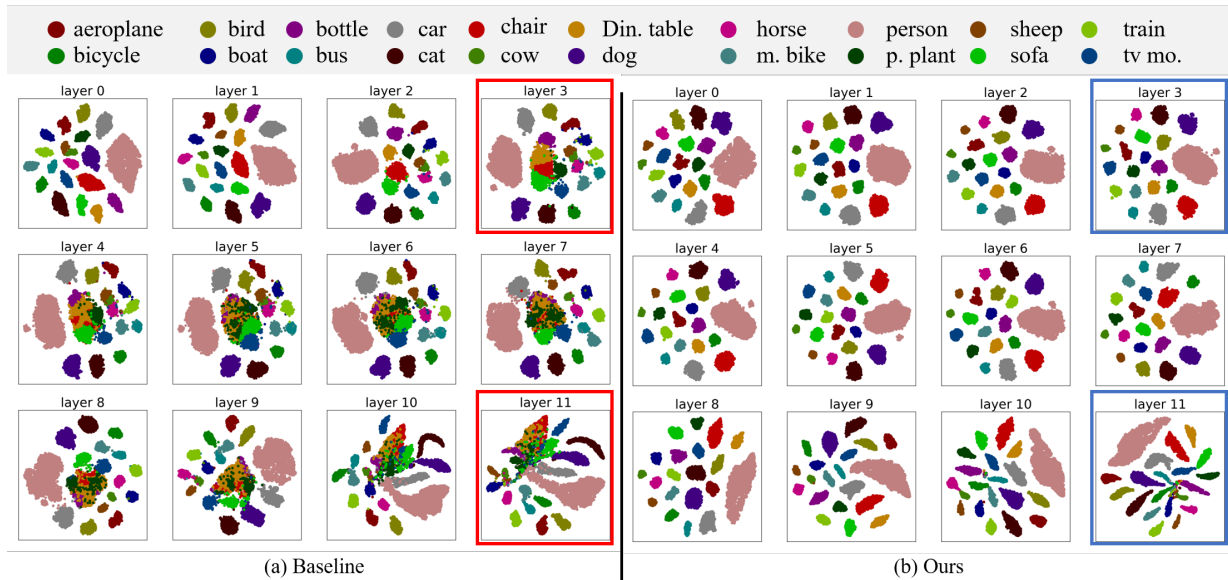 aeroplane bird bottle car chair Din. table horse person sheep train
bicycle boat bus cat cow dog m. bike p. plant sofa tv mo.
layer 0 layer 1 layer 2 layer 3
layer 4 layer 5 layer 6 layer 7
layer 8 layer 9 layer 10 layer 11
(a) Baseline
layer 0 layer 1 layer 2 layer 3
layer 4 layer 5 layer 6 layer 7
layer 8 layer 9 layer 10 layer 11
(b) Ours